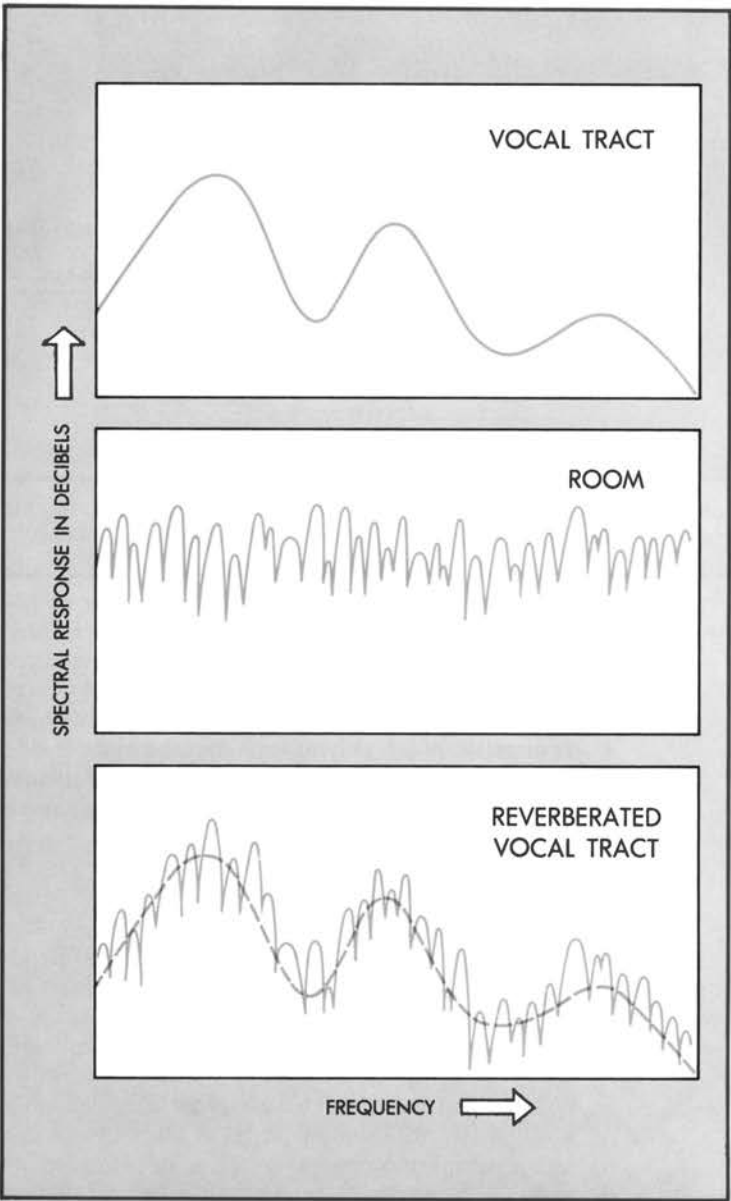 VOCAL TRACT
SPECTRAL RESPONSE IN DECIBELS
ROOM
REVERBERATED
VOCAL TRACT
FREQUENCY